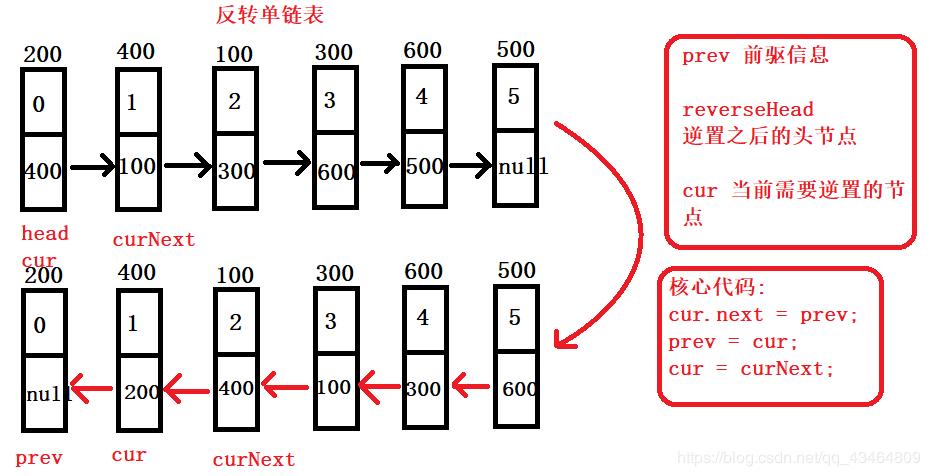 反转单链表
200 400 100 300 600 500
0 1 2 3 4 5
400 100 300 600 500 null
head curNext
cur
200 400 100 300 600 500
0 1 2 3 4 5
null 200 400 100 300 600
prev cur curNext
prev 前驱信息
reverseHead
逆置之后的头节点
cur 当前需要逆置的节
点
核心代码:
cur.next = prev;
prev = cur;
cur = curNext;
https://blog.csdn.net/qq_43464809